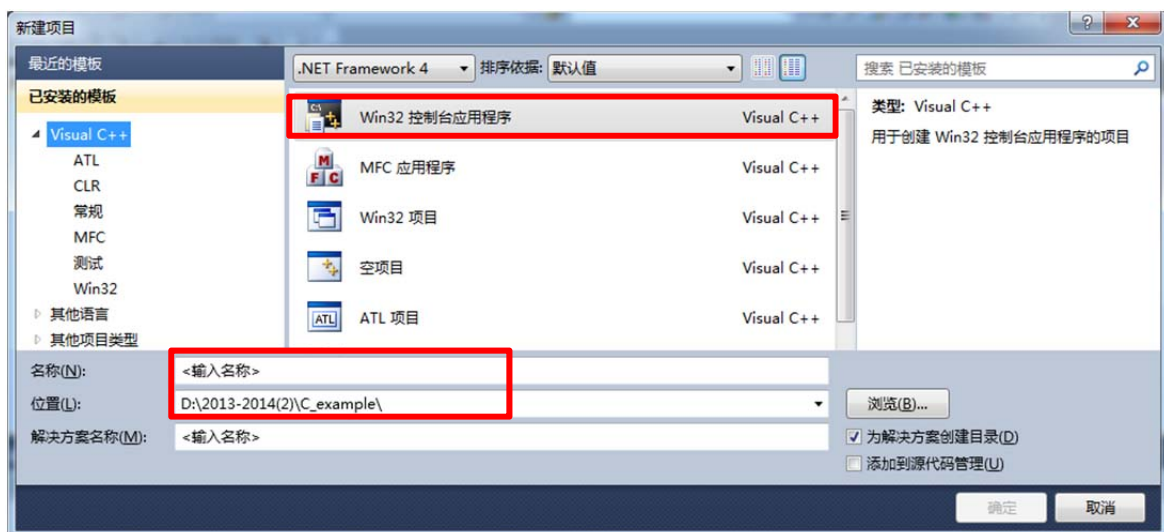 新建项目
最近的模板
.NET Framework 4 排序依据: 默认值
搜索 已安装的模板
已安装的模板
Visual C++
ATL
CLR
常规
MFC
测试
Win32
其他语言
其他项目类型
Win32 控制台应用程序 Visual C++
MFC 应用程序 Visual C++
Win32 项目 Visual C++
空项目 Visual C++
ATL 项目 Visual C++
类型: Visual C++
用于创建 Win32 控制台应用程序的项目
名称(N): <输入名称>
位置(L): D:\2013-2014(2)\C_example\ 浏览(B)...
解决方案名称(M): <输入名称> 为解决方案创建目录(D)
添加到源代码管理(U)
确定 取消